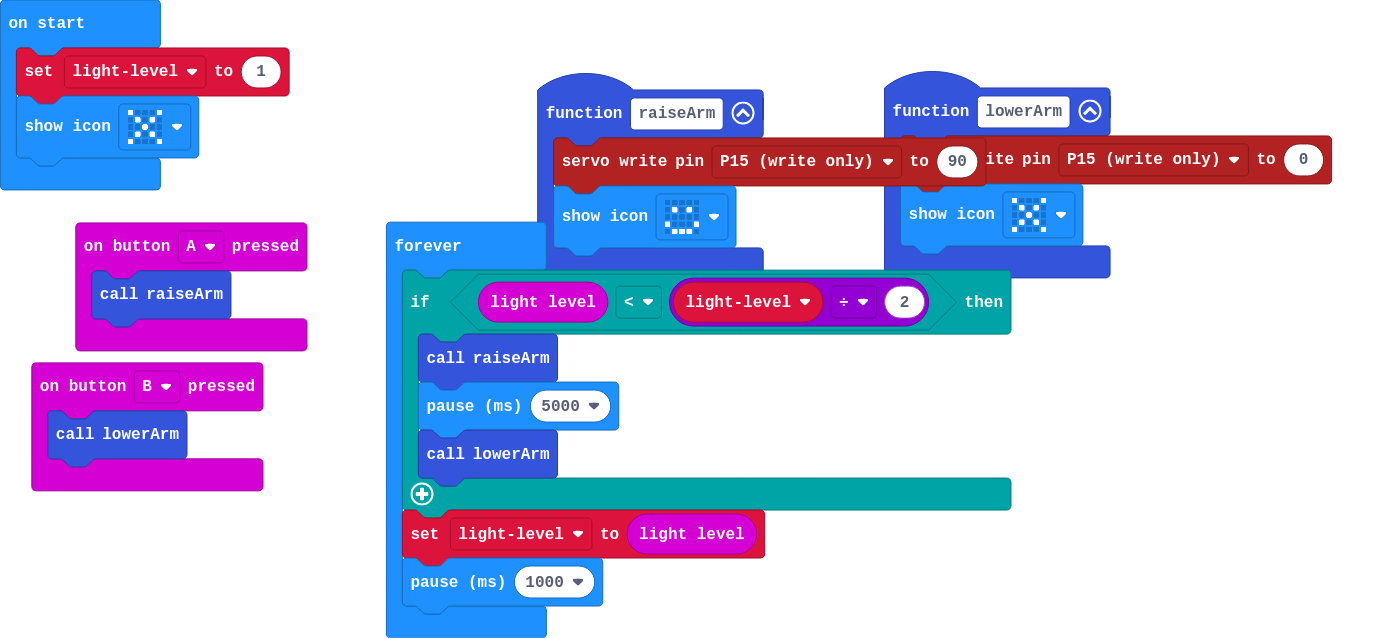 on start
set light-level to 1
show icon
function raiseArm
servo write pin P15 (write only) to 90
show icon
function lowerArm
ite pin P15 (write only) to 0
show icon
on button A pressed
call raiseArm
on button B pressed
call lowerArm
forever
if light level < light-level ÷ 2 then
call raiseArm
pause (ms) 5000
call lowerArm
set light-level to light level
pause (ms) 1000